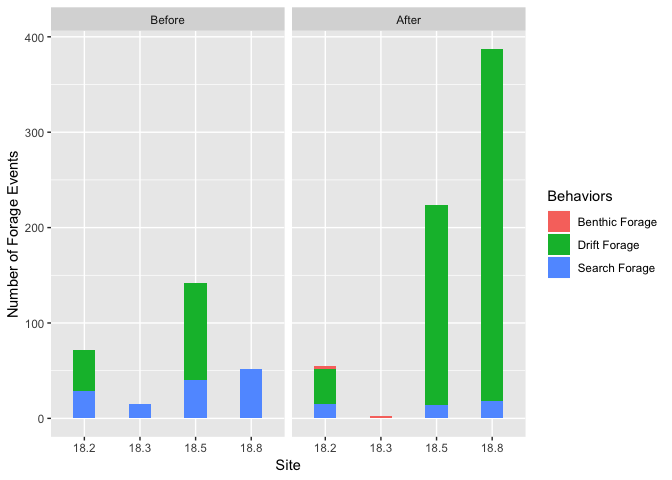 Before
After
Number of Forage Events
400
300
200
100
0
18.2
18.3
18.5
18.8
18.2
18.3
18.5
18.8
Site
Behaviors
Benthic Forage
Drift Forage
Search Forage